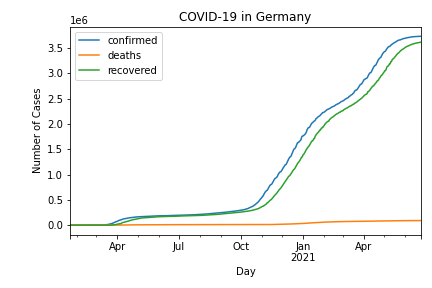 COVID-19 in Germany
1e6
confirmed
deaths
recovered
3.5
3.0
2.5
2.0
1.5
1.0
0.5
0.0
Number of Cases
Apr
Jul
Oct
Jan
2021
Apr
Day